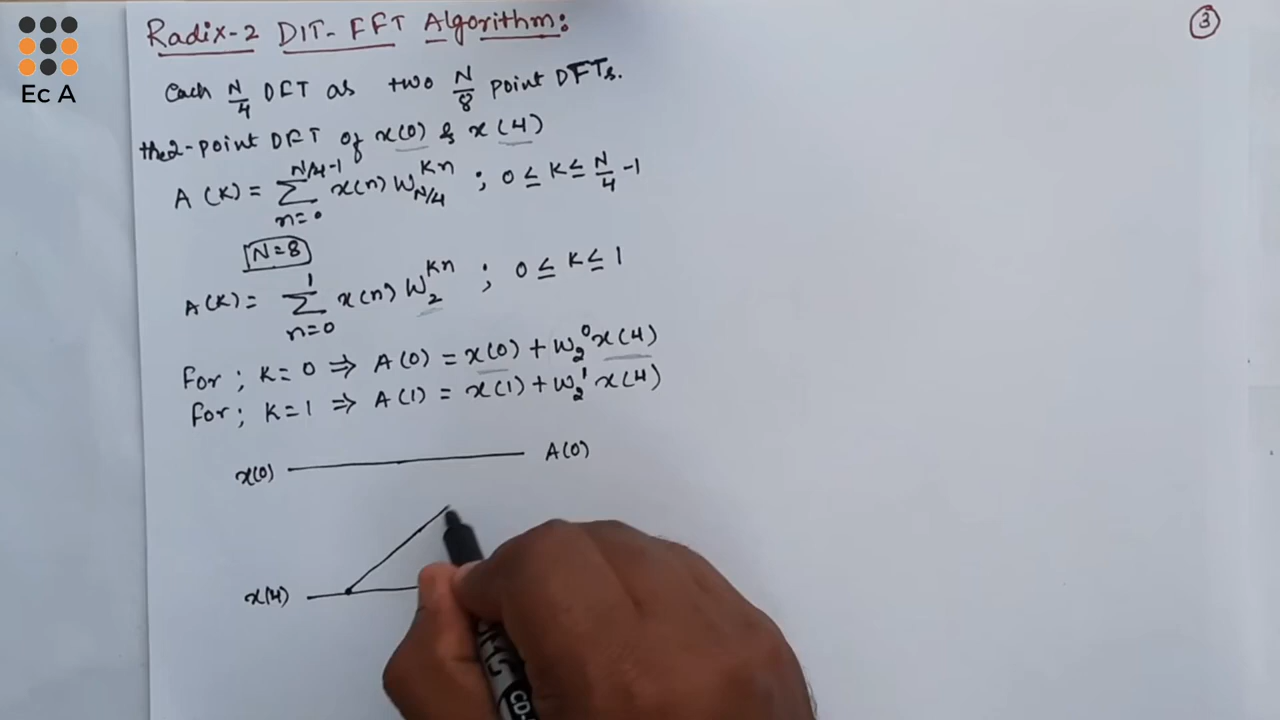 Radix-2 DIT-FFT Algorithm:
3
Ec A
Each N/4 DFT as two N/8 point DFTs.
the 2-point DFT of x(0) & x(4)
A(K) = Σ_{n=0}^{N/4-1} x(n) W_{N/4}^{Kn} ; 0 ≤ K ≤ N/4 -1
N=8
A(K) = Σ_{n=0}^{1} x(n) W_2^{Kn} ; 0 ≤ K ≤ 1
for ; K=0 ⇒ A(0) = x(0) + W_2^0 x(4)
for ; K=1 ⇒ A(1) = x(1) + W_2^1 x(4)
x(0) A(0)
x(4)
CD-